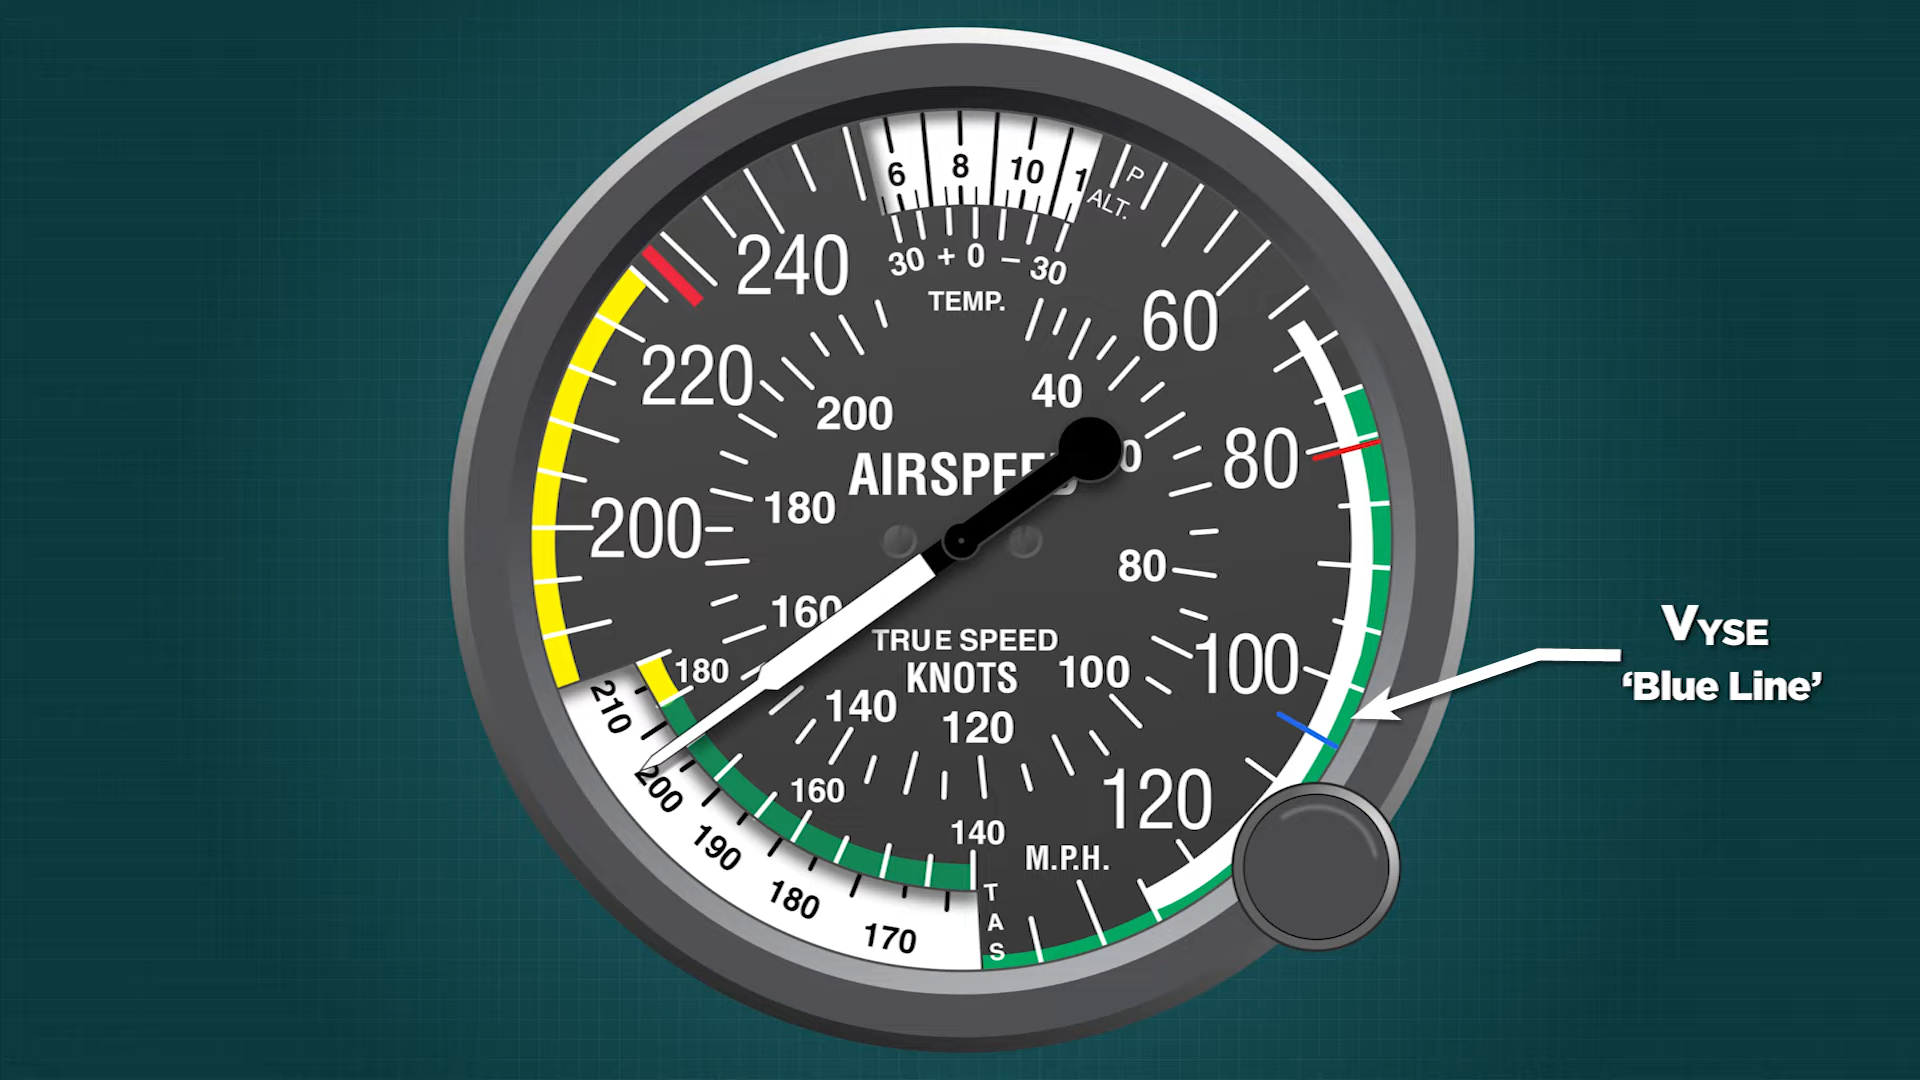 6 8 10 1
P
ALT.
30 + 0 − 30
TEMP.
240
60
220
40
200
AIRSPEED
0
80
200
180
80
160
TRUE SPEED
KNOTS
100
100
180
140
120
210
200
190
180
170
160
140
120
M.P.H.
T
A
S
VYSE
'Blue Line'